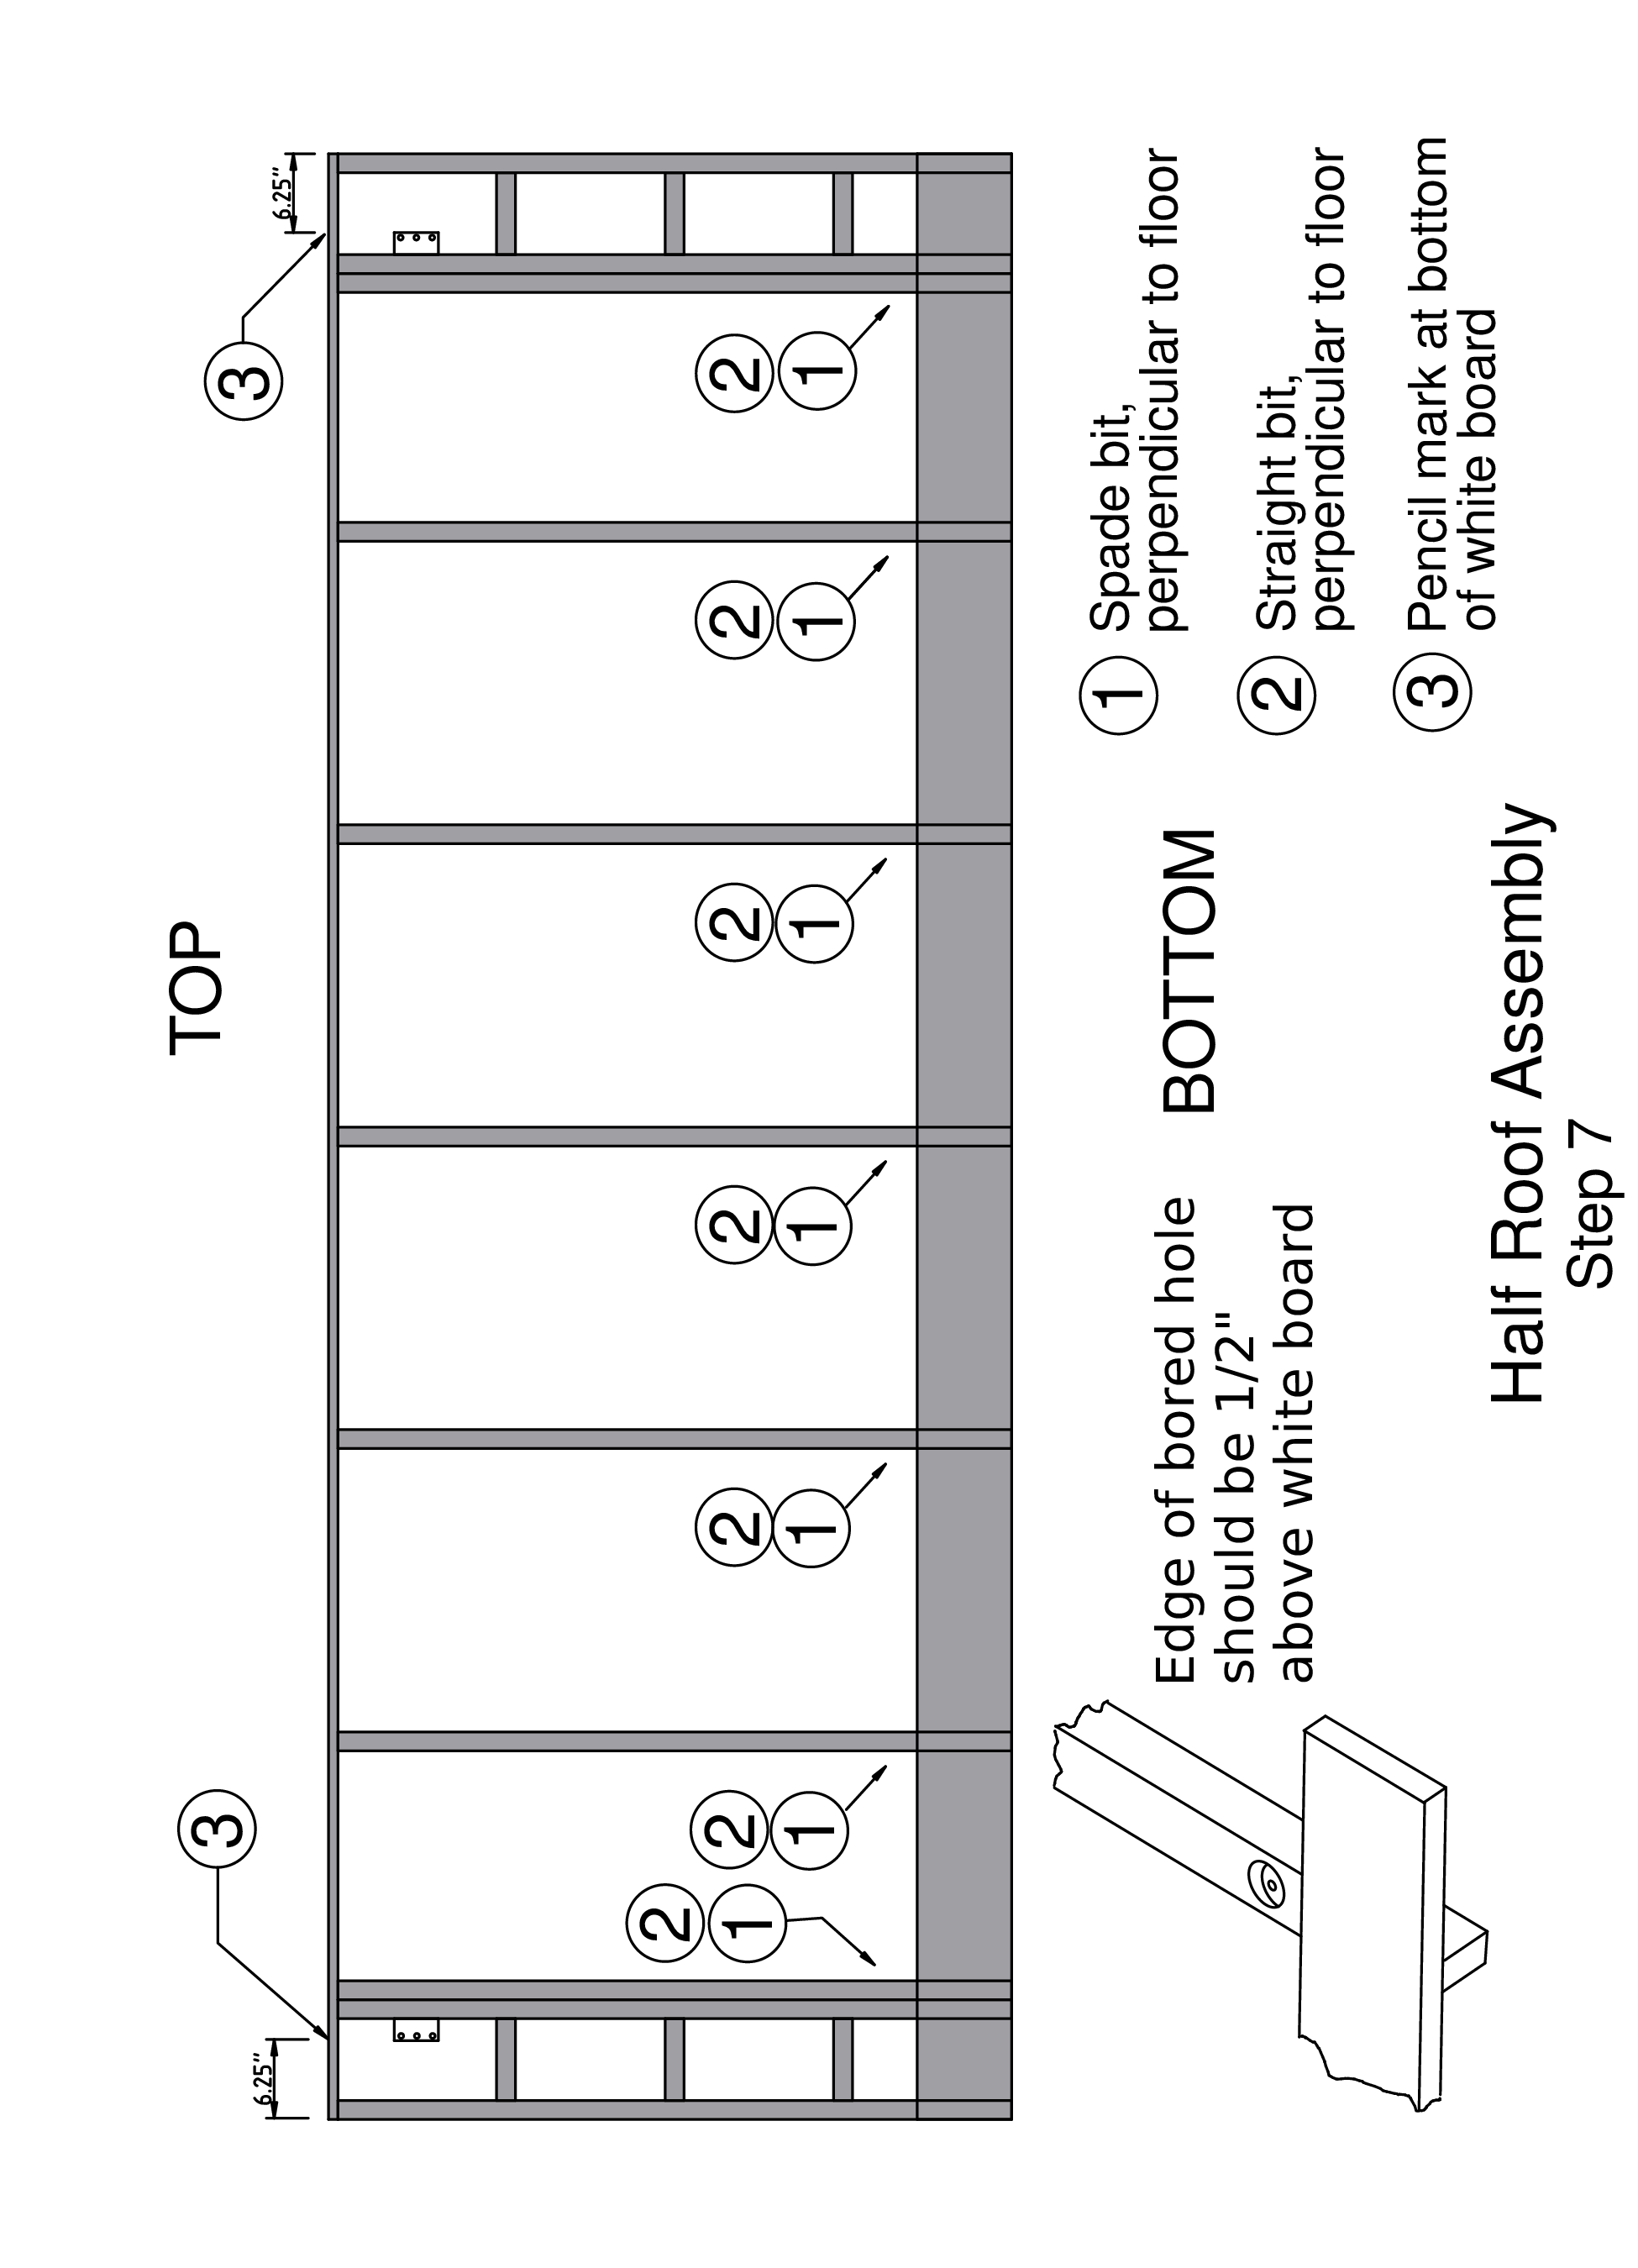 TOP
3
3
6.25"
6.25"
2
1
2
1
2
1
2
1
2
1
2
1
2
1
Edge of bored hole
should be 1/2"
above white board
BOTTOM
1 Spade bit,
perpendicular to floor
2 Straight bit,
perpendicular to floor
3 Pencil mark at bottom
of white board
Half Roof Assembly
Step 7